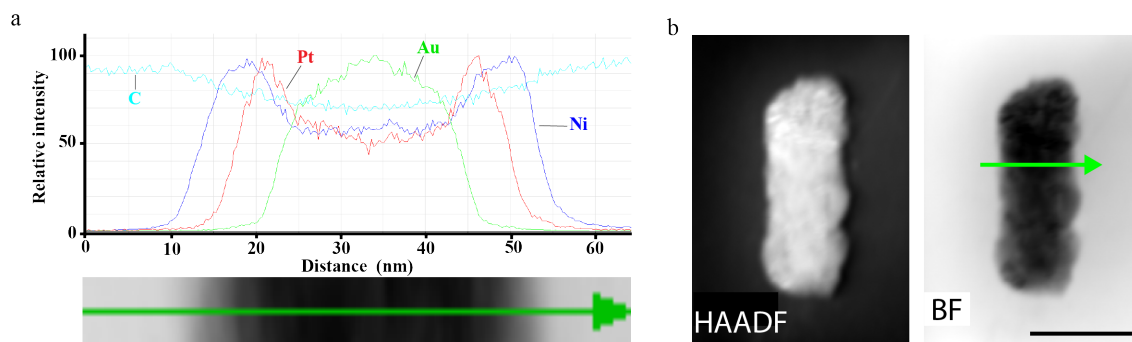 a
100
50
0
Relative intensity
C
Pt
Au
Ni
0 10 20 30 40 50 60
Distance (nm)
b
HAADF
BF